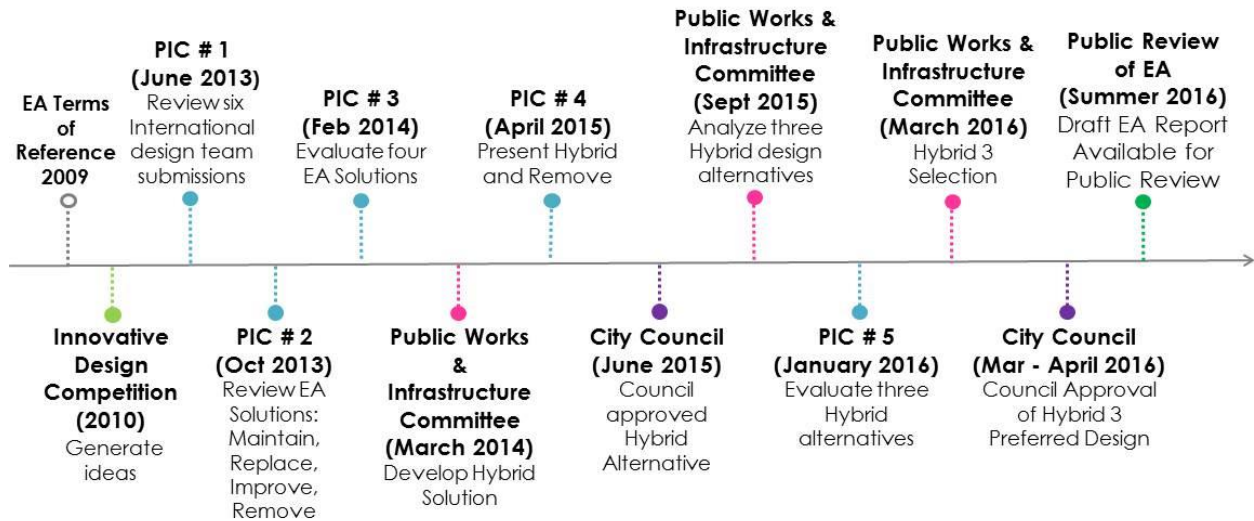 EA Terms
of
Reference
2009
PIC # 1
(June 2013)
Review six
International
design team
submissions
PIC # 3
(Feb 2014)
Evaluate four
EA Solutions
PIC # 4
(April 2015)
Present Hybrid
and Remove
Public Works &
Infrastructure
Committee
(Sept 2015)
Analyze three
Hybrid design
alternatives
Public Works &
Infrastructure
Committee
(March 2016)
Hybrid 3
Selection
Public Review
of EA
(Summer 2016)
Draft EA Report
Available for
Public Review
Innovative
Design
Competition
(2010)
Generate
ideas
PIC # 2
(Oct 2013)
Review EA
Solutions:
Maintain,
Replace,
Improve,
Remove
Public Works
&
Infrastructure
Committee
(March 2014)
Develop Hybrid
Solution
City Council
(June 2015)
Council
approved
Hybrid
Alternative
PIC # 5
(January 2016)
Evaluate three
Hybrid
alternatives
City Council
(Mar - April 2016)
Council Approval
of Hybrid 3
Preferred Design